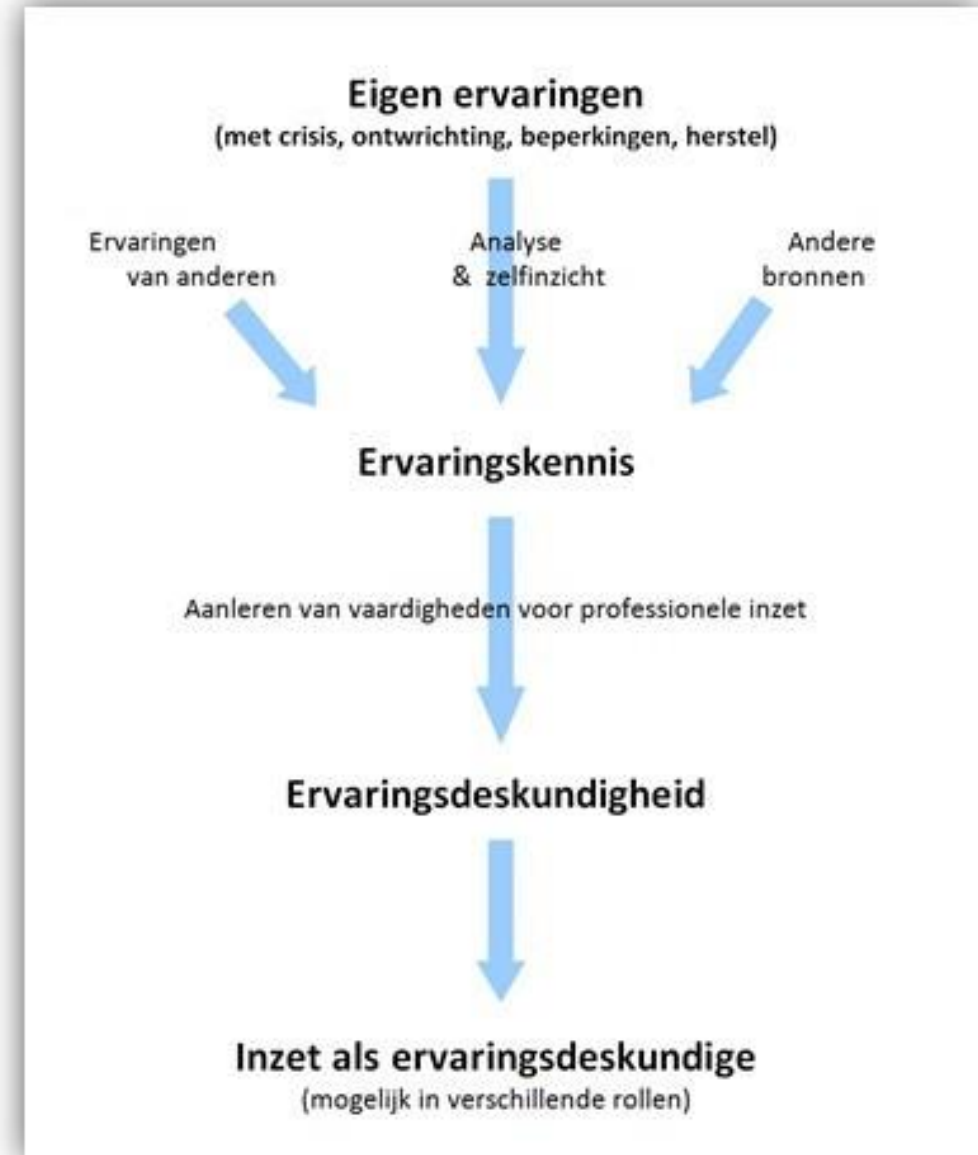 Eigen ervaringen
(met crisis, ontwrichting, beperkingen, herstel)
Ervaringen
van anderen
Analyse
& zelfinzicht
Andere
bronnen
Ervaringskennis
Aanleren van vaardigheden voor professionele inzet
Ervaringsdeskundigheid
Inzet als ervaringsdeskundige
(mogelijk in verschillende rollen)